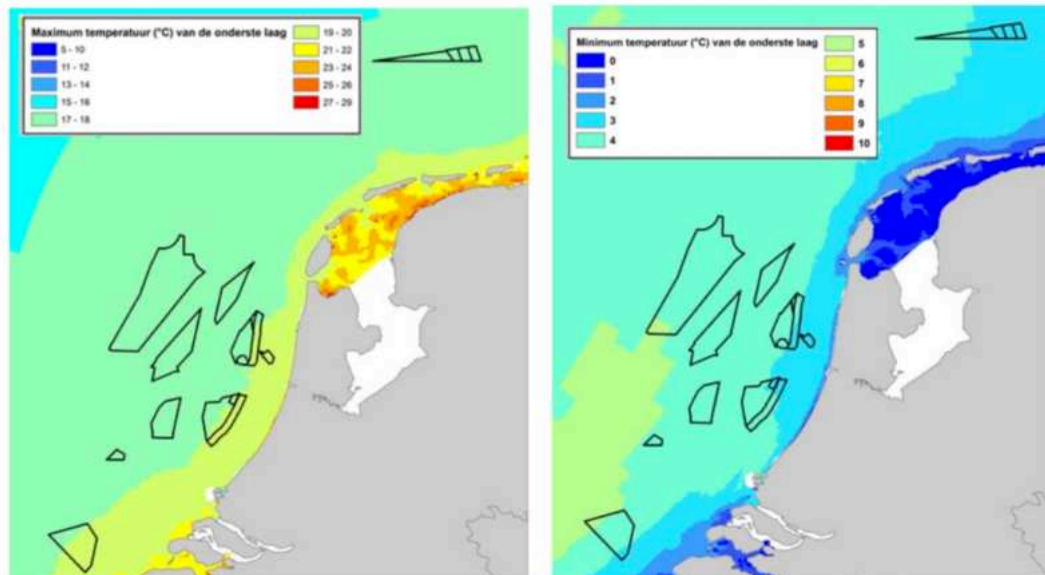 Maximum temperatuur (°C) van de onderste laag
5 - 10
11 - 12
13 - 14
15 - 16
17 - 18
19 - 20
21 - 22
23 - 24
25 - 26
27 - 29
Minimum temperatuur (°C) van de onderste laag
0
1
2
3
4
5
6
7
8
9
10